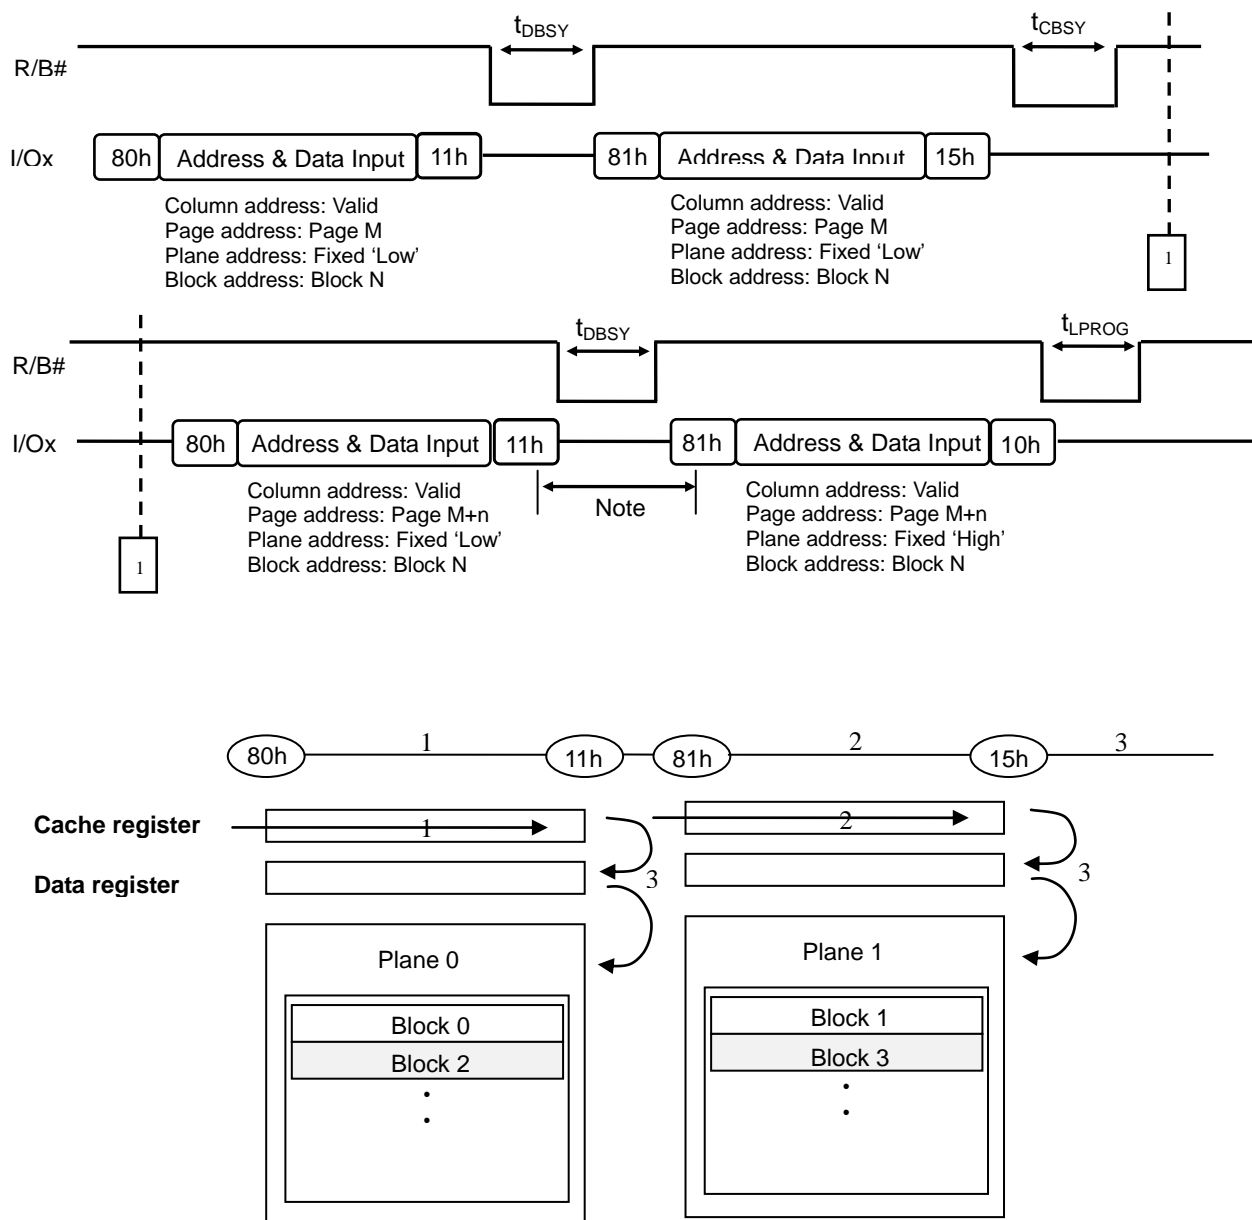 tDBSY tCBSY
R/B#
I/Ox 80h Address & Data Input 11h 81h Address & Data Input 15h
Column address: Valid
Page address: Page M
Plane address: Fixed ‘Low’
Block address: Block N
Column address: Valid
Page address: Page M
Plane address: Fixed ‘Low’
Block address: Block N
1
tDBSY tLPROG
R/B#
I/Ox 80h Address & Data Input 11h 81h Address & Data Input 10h
Column address: Valid
Page address: Page M+n
Plane address: Fixed ‘Low’
Block address: Block N
Note
Column address: Valid
Page address: Page M+n
Plane address: Fixed ‘High’
Block address: Block N
1
80h 1 11h 81h 2 15h 3
Cache register 1 2
Data register 3 3
Plane 0
Block 0
Block 2
Plane 1
Block 1
Block 3